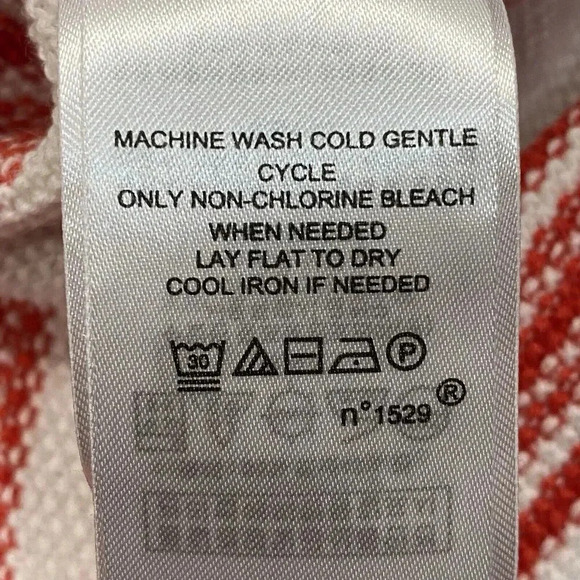 MACHINE WASH COLD GENTLE
CYCLE
ONLY NON-CHLORINE BLEACH
WHEN NEEDED
LAY FLAT TO DRY
COOL IRON IF NEEDED
30 P
n°1529 ®